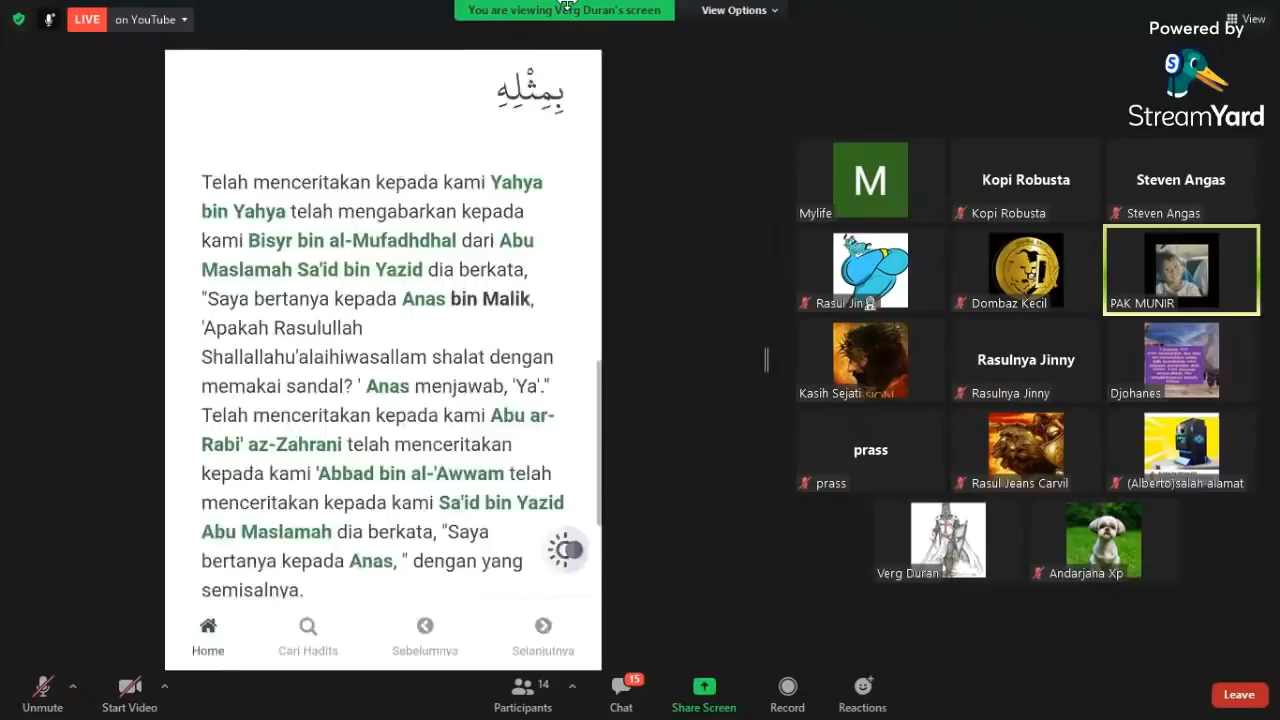 LIVE on YouTube
You are viewing Verg Duran's screen
View Options
View
Powered by
StreamYard
بِمِثْلِهِ
Telah menceritakan kepada kami Yahya
bin Yahya telah mengabarkan kepada
kami Bisyr bin al-Mufadhdhal dari Abu
Maslamah Sa'id bin Yazid dia berkata,
"Saya bertanya kepada Anas bin Malik,
'Apakah Rasulullah
Shallallahu'alaihiwasallam shalat dengan
memakai sandal? ' Anas menjawab, 'Ya'."
Telah menceritakan kepada kami Abu ar-
Rabi' az-Zahrani telah menceritakan
kepada kami 'Abbad bin al-'Awwam telah
menceritakan kepada kami Sa'id bin Yazid
Abu Maslamah dia berkata, "Saya
bertanya kepada Anas, " dengan yang
semisalnya.
Home
Cari Hadits
Sebelumnya
Selanjutnya
M
Mylife
Kopi Robusta
Kopi Robusta
Steven Angas
Steven Angas
Rasul Jin
Dombaz Kecil
PAK MUNIR
Kasih Sejati
Rasulnya Jinny
Rasulnya Jinny
Djohanes
prass
prass
Rasul Jeans Carvil
(Alberto)salah alamat
Verg Duran
Andarjana Xp
Unmute
Start Video
14
Participants
15
Chat
Share Screen
Record
Reactions
Leave